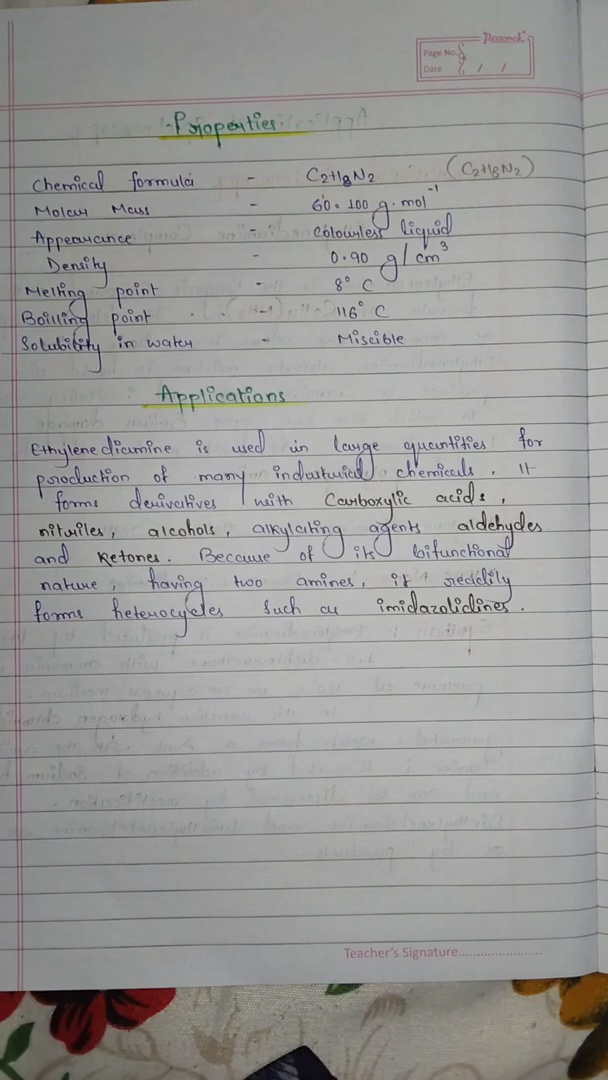 Peacock
Page No.
Date / /
Properties
Chemical formula - C2H8N2 (C2H8N2)
Molar Mass - 60.100 g.mol⁻¹
Appearance - Colourless liquid
Density - 0.90 g/cm³
Melting point - 8° C
Boilling point - 116° C
Solubility in water - Miscible
Applications
Ethylene diamine is used in large quantities for
production of many industrial chemicals. It
forms derivatives with Carboxylic acids,
nitriles, alcohols, alkylating agents aldehydes
and Ketones. Because of its bifunctional
nature, having two amines, it readily
forms heterocycles such as imidazolidines.
Teacher's Signature........................